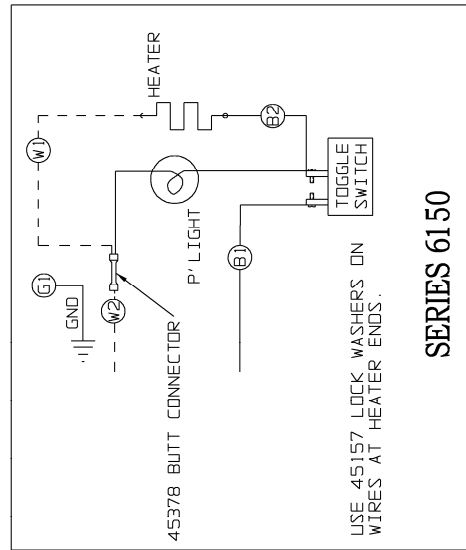 HEATER
W1
B2
G1
GND
W2
P'LIGHT
B1
TOGGLE
SWITCH
45378 BUTT CONNECTOR
USE 45157 LOCK WASHERS ON
WIRES AT HEATER ENDS.
SERIES 6150